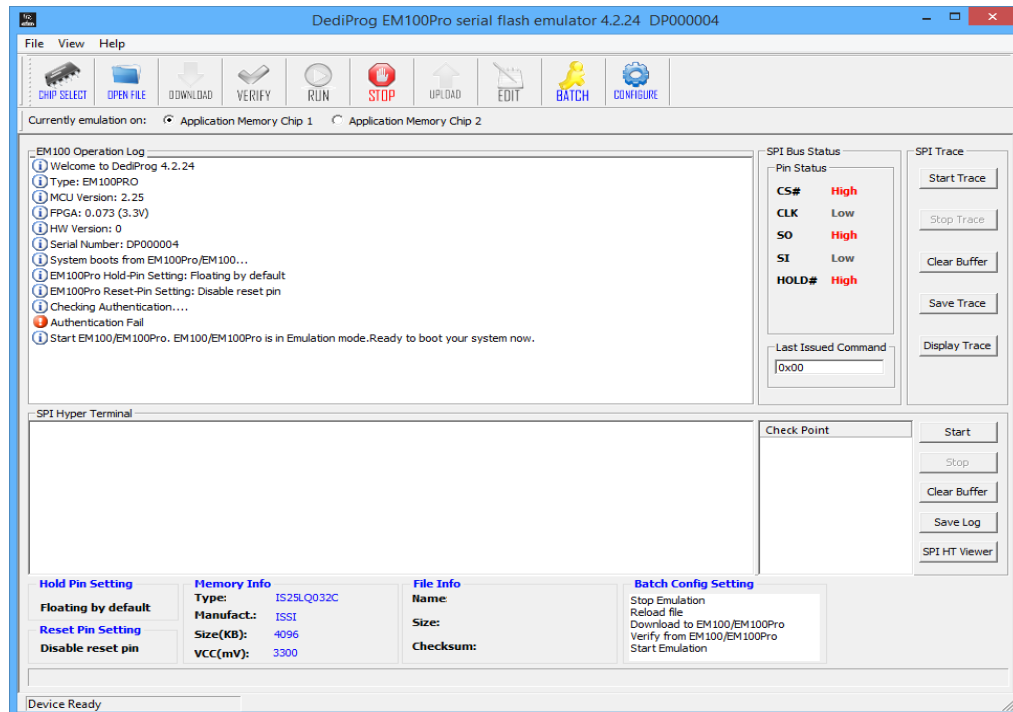 DediProg EM100Pro serial flash emulator 4.2.24 DP000004
File View Help
CHIP SELECT OPEN FILE DOWNLOAD VERIFY RUN STOP UPLOAD EDIT BATCH CONFIGURE
Currently emulation on: Application Memory Chip 1 Application Memory Chip 2
EM100 Operation Log
Welcome to DediProg 4.2.24
Type: EM100PRO
MCU Version: 2.25
FPGA: 0.073 (3.3V)
HW Version: 0
Serial Number: DP000004
System boots from EM100Pro/EM100...
EM100Pro Hold-Pin Setting: Floating by default
EM100Pro Reset-Pin Setting: Disable reset pin
Checking Authentication....
Authentication Fail
Start EM100/EM100Pro. EM100/EM100Pro is in Emulation mode.Ready to boot your system now.
SPI Bus Status
Pin Status
CS# High
CLK Low
SO High
SI Low
HOLD# High
Last Issued Command
0x00
SPI Trace
Start Trace
Stop Trace
Clear Buffer
Save Trace
Display Trace
SPI Hyper Terminal
Check Point
Start
Stop
Clear Buffer
Save Log
SPI HT Viewer
Hold Pin Setting
Floating by default
Reset Pin Setting
Disable reset pin
Memory Info
Type: IS25LQ032C
Manufact.: ISSI
Size(KB): 4096
VCC(mV): 3300
File Info
Name:
Size:
Checksum:
Batch Config Setting
Stop Emulation
Reload file
Download to EM100/EM100Pro
Verify from EM100/EM100Pro
Start Emulation
Device Ready